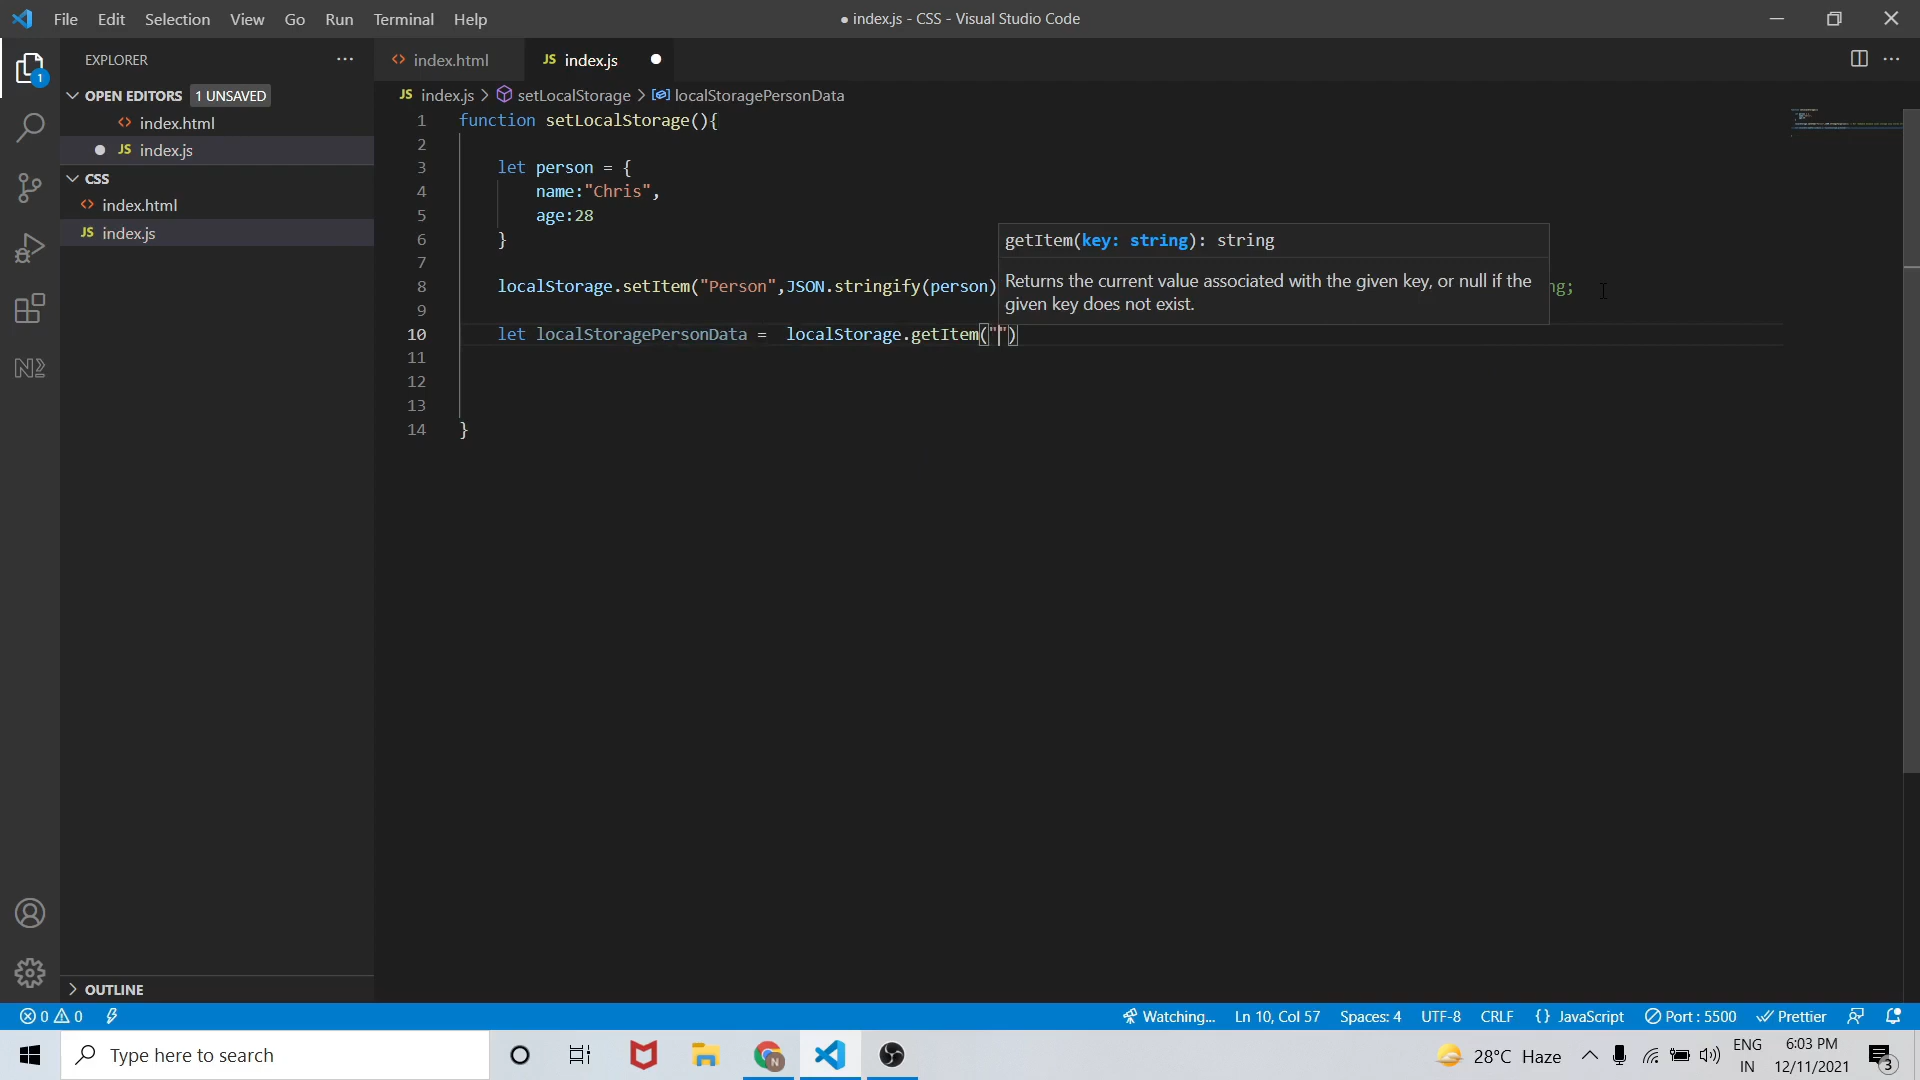 File Edit Selection View Go Run Terminal Help
● index.js - CSS - Visual Studio Code
EXPLORER
OPEN EDITORS 1 UNSAVED
index.html
JS index.js
CSS
index.html
JS index.js
OUTLINE
1
index.html
JS index.js
JS index.js > setLocalStorage > localStoragePersonData
1 function setLocalStorage(){
2
3 let person = {
4 name:"Chris",
5 age:28
6 }
7
8 localStorage.setItem("Person",JSON.stringify(person) ng;
9
10 let localStoragePersonData =  localStorage.getItem("")
11
12
13
14 }
getItem(key: string): string
Returns the current value associated with the given key, or null if the
given key does not exist.
0 0 Watching... Ln 10, Col 57 Spaces: 4 UTF-8 CRLF {} JavaScript Port : 5500 Prettier
Type here to search
28°C Haze
ENG
IN
6:03 PM
12/11/2021
3